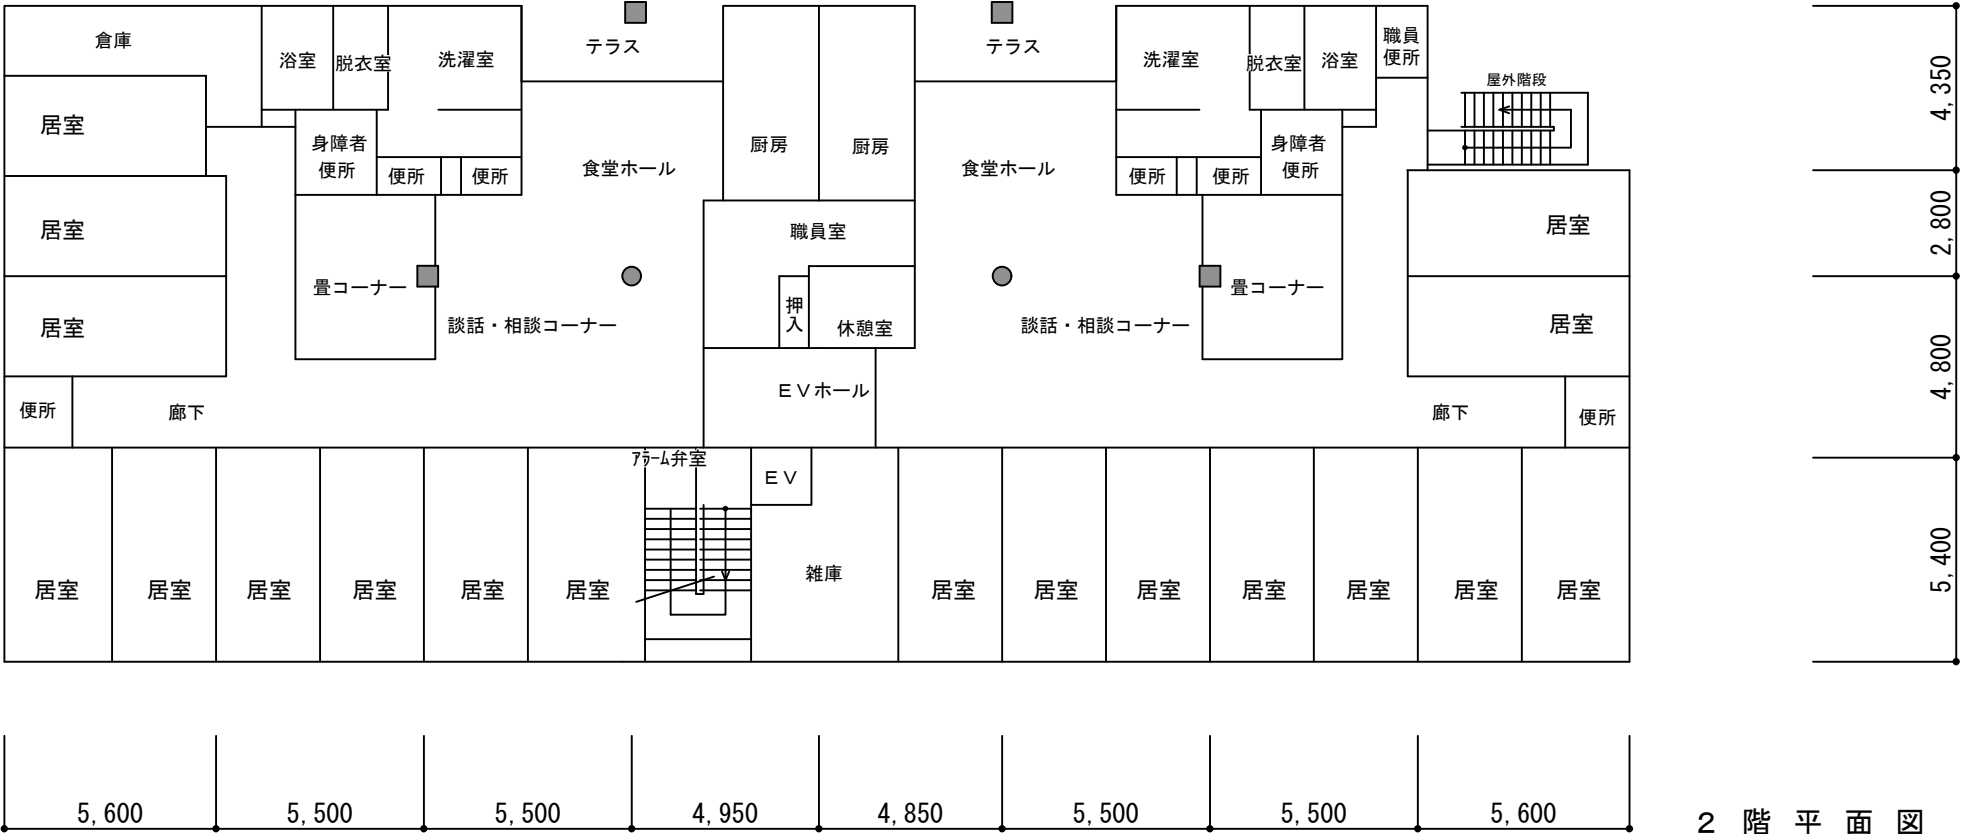 倉庫
浴室
脱衣室
洗濯室
テラス
テラス
洗濯室
脱衣室
浴室
職員
便所
屋外階段
居室
身障者
便所
便所
便所
食堂ホール
厨房
厨房
食堂ホール
便所
便所
身障者
便所
居室
職員室
居室
畳コーナー
談話・相談コーナー
押
入
休憩室
談話・相談コーナー
畳コーナー
居室
居室
便所
廊下
EVホール
廊下
便所
アラーム弁室
EV
居室
居室
居室
居室
居室
居室
雑庫
居室
居室
居室
居室
居室
居室
居室
4,350
2,800
4,800
5,400
5,600
5,500
5,500
4,950
4,850
5,500
5,500
5,600
2階平面図